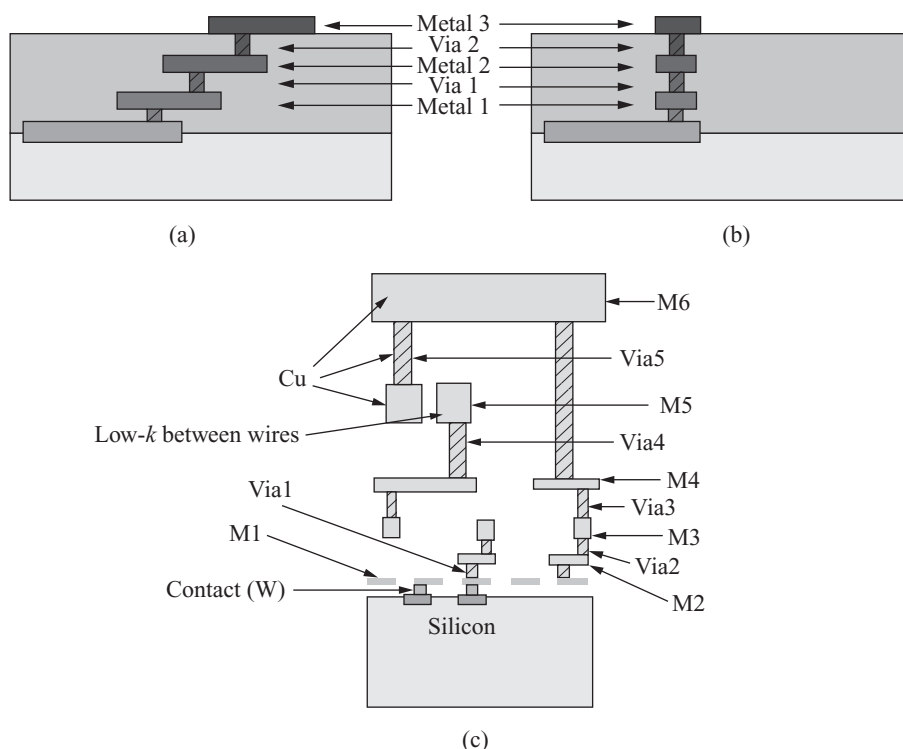 Metal 3
Via 2
Metal 2
Via 1
Metal 1
(a)
(b)
M6
Via5
Cu
M5
Low-k between wires
Via4
M4
Via1
Via3
M1
M3
Via2
Contact (W)
M2
Silicon
(c)